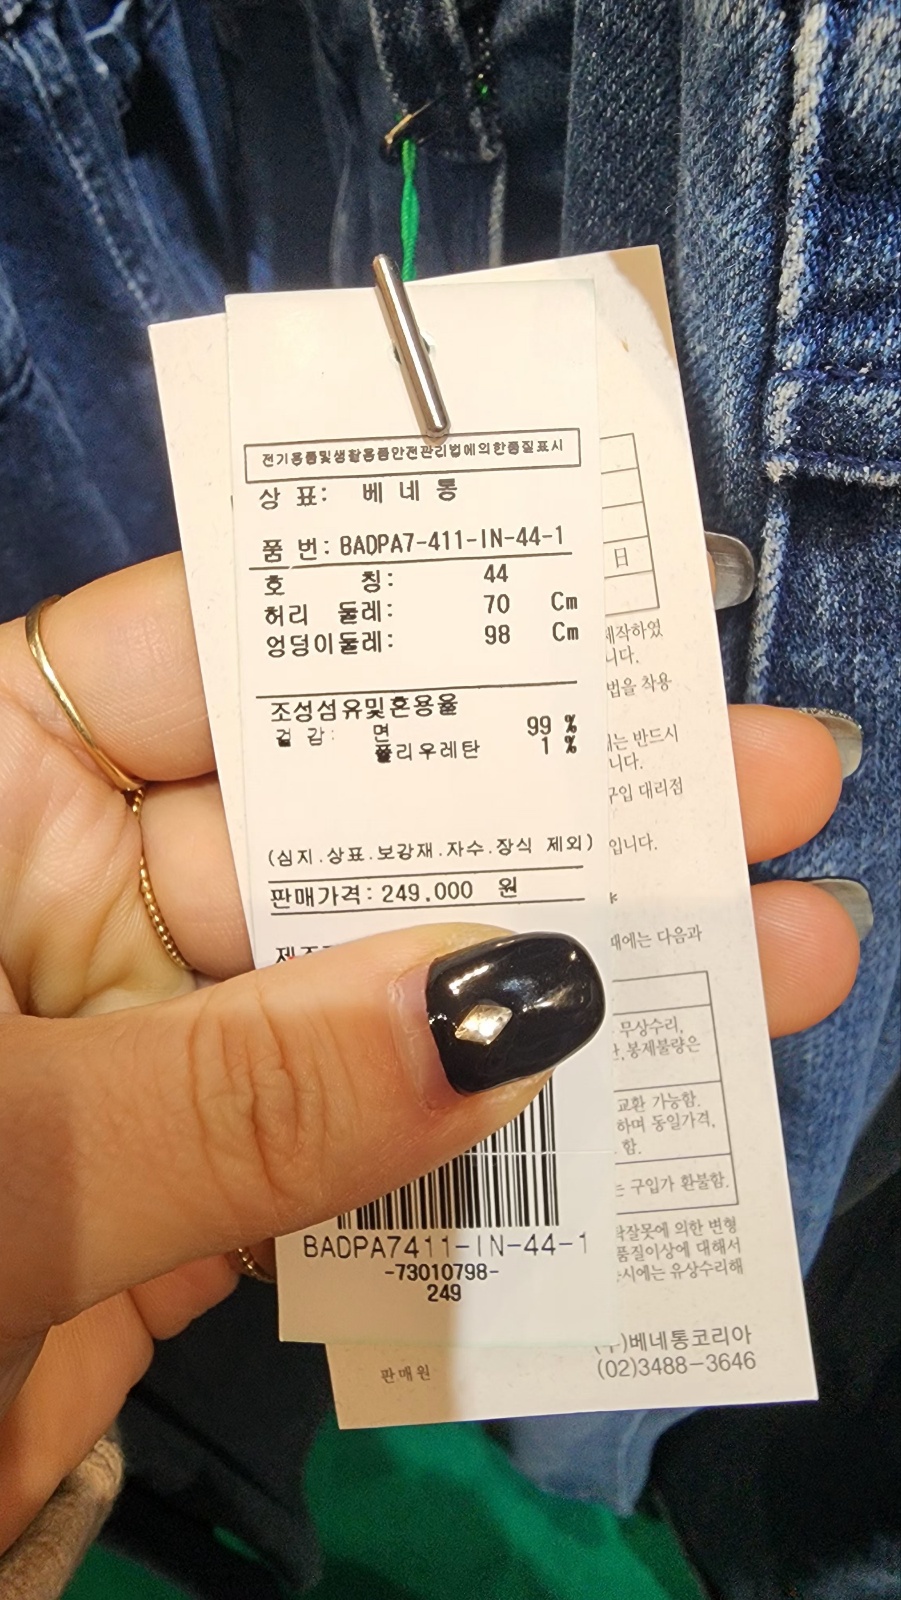 전기용품및생활용품안전관리법에의한품질표시
상 표: 베 네 통
품 번: BADPA7-411-IN-44-1
호 칭: 44
허리 둘레: 70 Cm
엉덩이둘레: 98 Cm
조성섬유및혼용율
겉 감: 면 99 %
폴리우레탄 1 %
(심지.상표.보강재.자수.장식 제외)
판매가격: 249.000 원
BADPA7411-IN-44-1
-73010798-
249
日
제작하였
니다.
법을 착용
는 반드시
니다.
구입 대리점
입니다.
*
때에는 다음과
무상수리,
봉제불량은
교환 가능함.
하며 동일가격,
함.
는 구입가 환불함.
탁잘못에 의한 변형
품질이상에 대해서
시에는 유상수리해
(주)베네통코리아
(02)3488-3646
판매원